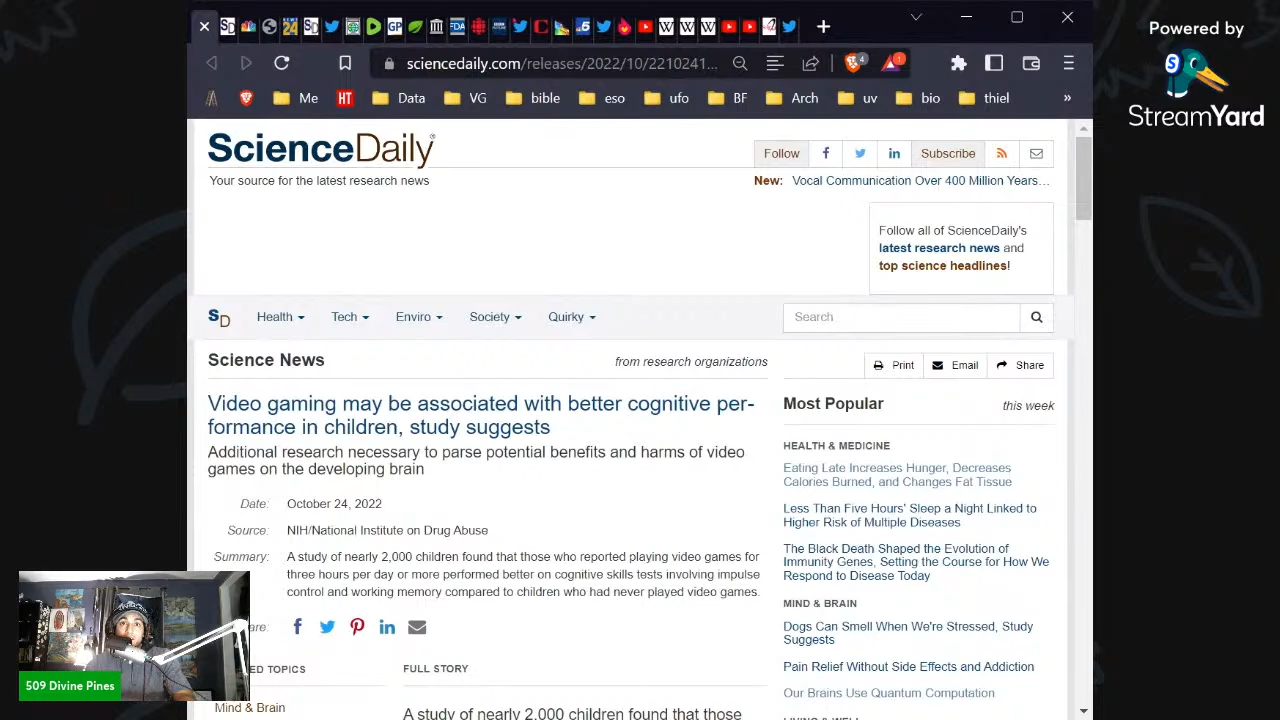 Powered by
StreamYard
sciencedaily.com/releases/2022/10/2210241...
4
1
Me
HT
Data
VG
bible
eso
ufo
BF
Arch
uv
bio
thiel
»
ScienceDaily®
Your source for the latest research news
Follow
Subscribe
New: Vocal Communication Over 400 Million Years...
Follow all of ScienceDaily's
latest research news and
top science headlines!
SD
Health
Tech
Enviro
Society
Quirky
Search
Science News
from research organizations
Print
Email
Share
Video gaming may be associated with better cognitive per-
formance in children, study suggests
Additional research necessary to parse potential benefits and harms of video
games on the developing brain
Date: October 24, 2022
Source: NIH/National Institute on Drug Abuse
Summary: A study of nearly 2,000 children found that those who reported playing video games for
three hours per day or more performed better on cognitive skills tests involving impulse
control and working memory compared to children who had never played video games.
are:
ED TOPICS
Mind & Brain
FULL STORY
A study of nearly 2,000 children found that those
Most Popular
this week
HEALTH & MEDICINE
Eating Late Increases Hunger, Decreases
Calories Burned, and Changes Fat Tissue
Less Than Five Hours' Sleep a Night Linked to
Higher Risk of Multiple Diseases
The Black Death Shaped the Evolution of
Immunity Genes, Setting the Course for How We
Respond to Disease Today
MIND & BRAIN
Dogs Can Smell When We're Stressed, Study
Suggests
Pain Relief Without Side Effects and Addiction
Our Brains Use Quantum Computation
509 Divine Pines